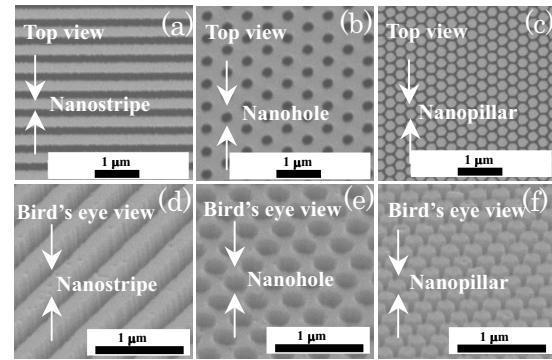 (a)
Top view
Nanostripe
1 μm
(b)
Top view
Nanohole
1 μm
(c)
Top view
Nanopillar
1 μm
(d)
Bird's eye view
Nanostripe
1 μm
(e)
Bird's eye view
Nanohole
1 μm
(f)
Bird's eye view
Nanopillar
1 μm